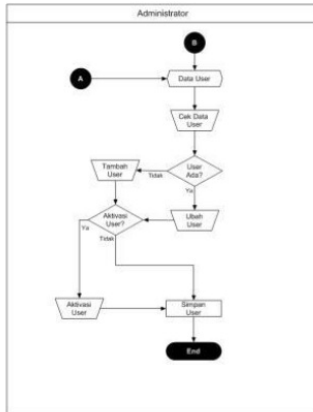 Administrator
B
A
Data User
Cek Data
User
Tambah
User
Tidak
User
Ada?
Ya
Aktivasi
User?
Ubah
User
Ya
Tidak
Aktivasi
User
Simpan
User
End